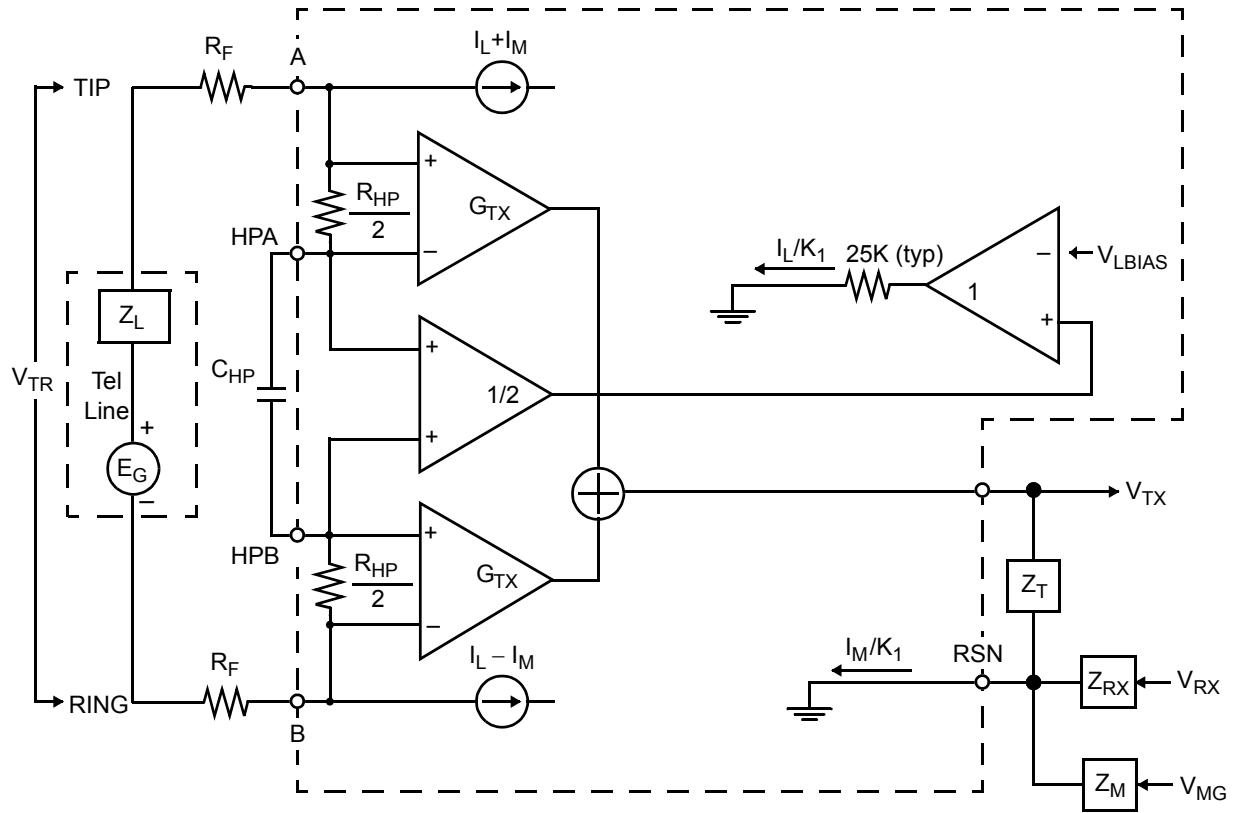 I_L+I_M
R_F
A
TIP
+
R_HP
2
G_TX
HPA
−
I_L/K_1
25K (typ)
−
V_LBIAS
1
+
Z_L
+
C_HP
V_TR
Tel
Line
1/2
+
+
E_G
−
V_TX
HPB
+
R_HP
2
G_TX
Z_T
−
R_F
I_L − I_M
I_M/K_1
RSN
Z_RX
V_RX
RING
B
Z_M
V_MG